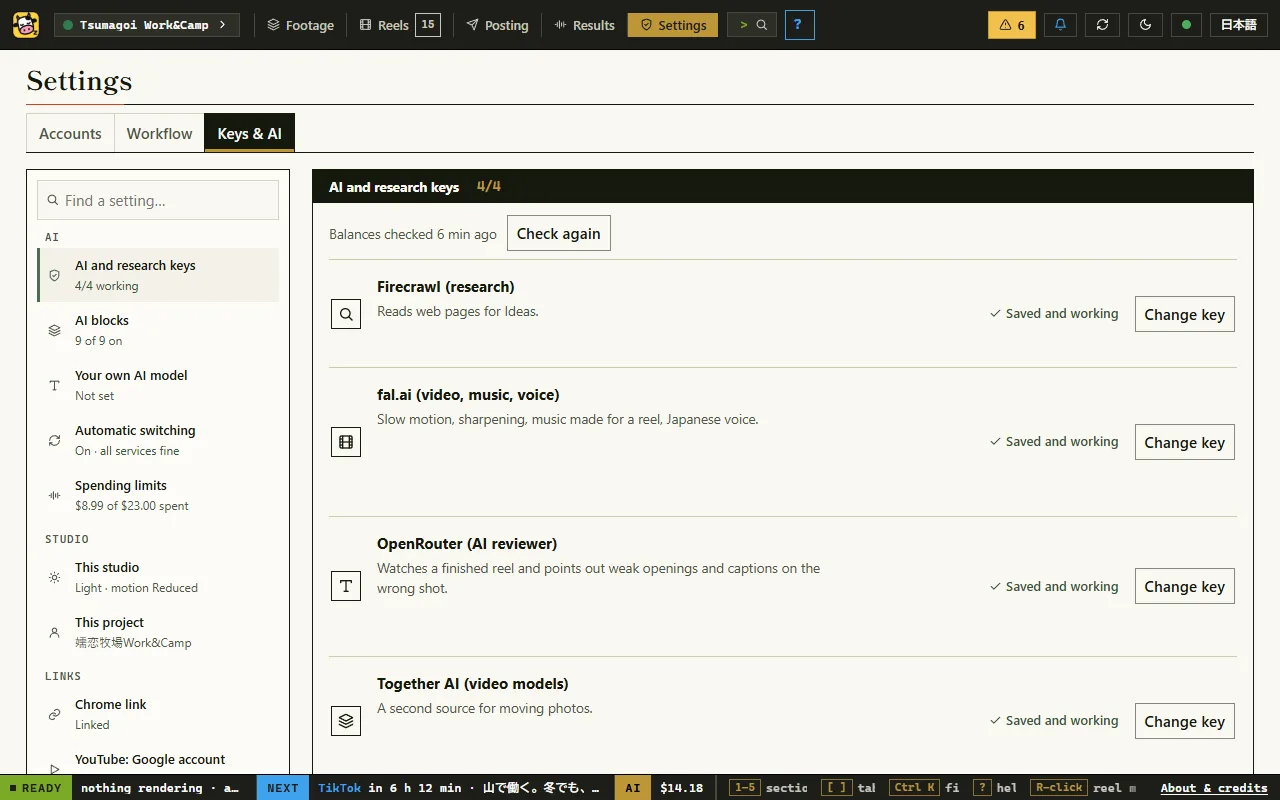 Tsumagoi Work&Camp >
Footage
Reels 15
Posting
Results
Settings
>
?
6
日本語
Settings
Accounts
Workflow
Keys & AI
Find a setting...
AI
AI and research keys
4/4 working
AI blocks
9 of 9 on
Your own AI model
Not set
Automatic switching
On · all services fine
Spending limits
$8.99 of $23.00 spent
STUDIO
This studio
Light · motion Reduced
This project
嬬恋牧場Work&Camp
LINKS
Chrome link
Linked
YouTube: Google account
AI and research keys 4/4
Balances checked 6 min ago
Check again
Firecrawl (research)
Reads web pages for Ideas.
Saved and working
Change key
fal.ai (video, music, voice)
Slow motion, sharpening, music made for a reel, Japanese voice.
Saved and working
Change key
OpenRouter (AI reviewer)
Watches a finished reel and points out weak openings and captions on the
wrong shot.
Saved and working
Change key
Together AI (video models)
A second source for moving photos.
Saved and working
Change key
READY
nothing rendering · a…
NEXT
TikTok in 6 h 12 min · 山で働く。冬でも、…
AI
$14.18
1–5 sectio
[ ] tal
Ctrl K fi
? hel
R-click reel m
About & credits